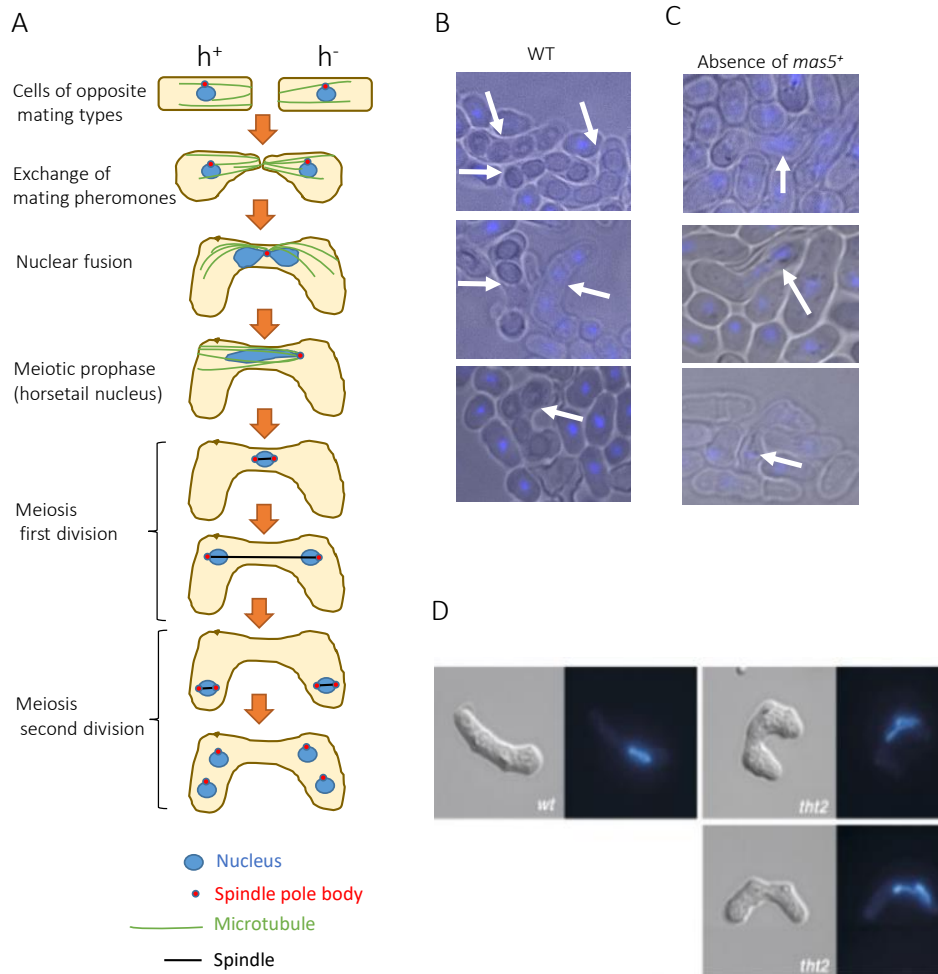 A
h+
h-
Cells of opposite
mating types
Exchange of
mating pheromones
Nuclear fusion
Meiotic prophase
(horsetail nucleus)
Meiosis
first division
Meiosis
second division
Nucleus
Spindle pole body
Microtubule
Spindle
B
WT
C
Absence of mas5+
D
wt
tht2
tht2